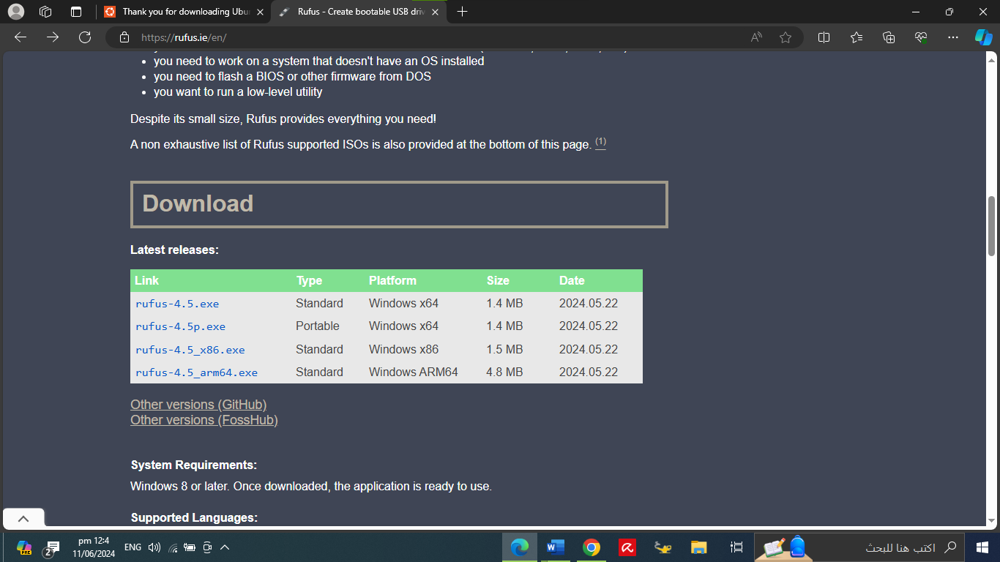 Thank you for downloading Ubu
Rufus - Create bootable USB driv
https://rufus.ie/en/
you need to work on a system that doesn't have an OS installed
you need to flash a BIOS or other firmware from DOS
you want to run a low-level utility
Despite its small size, Rufus provides everything you need!
A non exhaustive list of Rufus supported ISOs is also provided at the bottom of this page. (1)
Download
Latest releases:
Link Type Platform Size Date
rufus-4.5.exe Standard Windows x64 1.4 MB 2024.05.22
rufus-4.5p.exe Portable Windows x64 1.4 MB 2024.05.22
rufus-4.5_x86.exe Standard Windows x86 1.5 MB 2024.05.22
rufus-4.5_arm64.exe Standard Windows ARM64 4.8 MB 2024.05.22
Other versions (GitHub)
Other versions (FossHub)
System Requirements:
Windows 8 or later. Once downloaded, the application is ready to use.
Supported Languages:
PRE
2
pm 12:4
11/06/2024
ENG
اكتب هنا للبحث